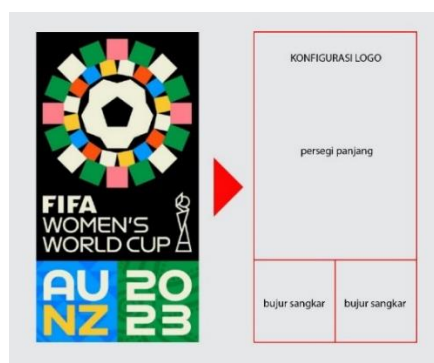 FIFA
WOMEN'S
WORLD CUP
AU 20
NZ 23
KONFIGURASI LOGO
persegi panjang
bujur sangkar
bujur sangkar